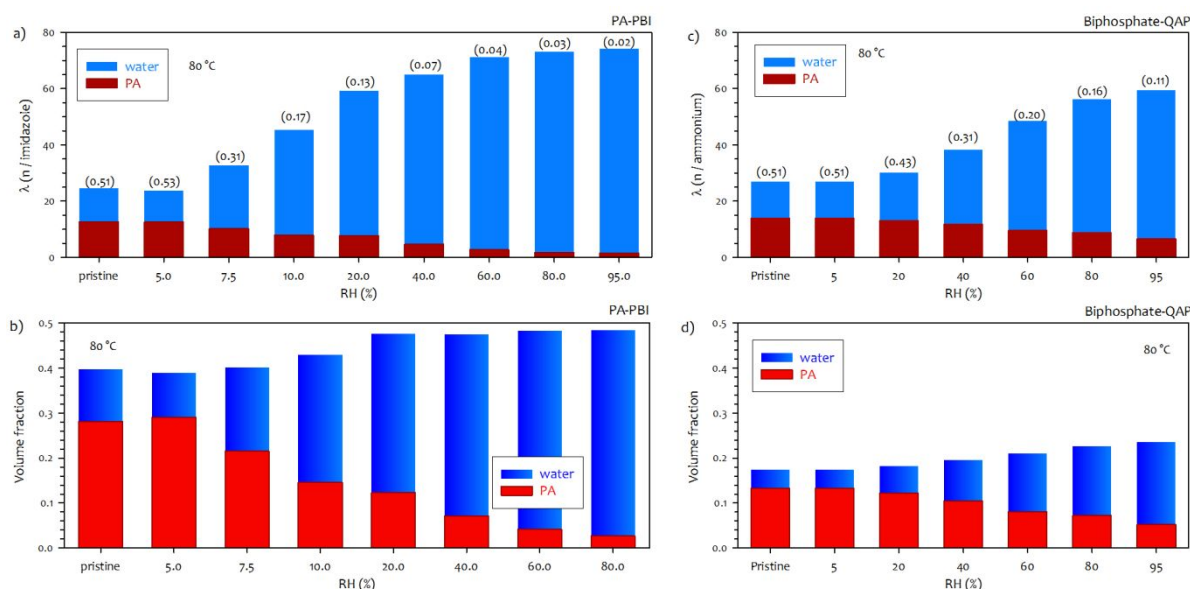 PA-PBI
a)
80
60
40
20
0
λ (n / imidazole)
water
PA
80 °C
(0.51)
(0.53)
(0.31)
(0.17)
(0.13)
(0.07)
(0.04)
(0.03)
(0.02)
pristine 5.0 7.5 10.0 20.0 40.0 60.0 80.0 95.0
RH (%)
Biphosphate-QAP
c)
80
60
40
20
0
λ (n / ammonium)
water
PA
80 °C
(0.51)
(0.51)
(0.43)
(0.31)
(0.20)
(0.16)
(0.11)
Pristine 5 20 40 60 80 95
RH (%)
PA-PBI
b)
0.5
0.4
0.3
0.2
0.1
0.0
Volume fraction
80 °C
water
PA
pristine 5.0 7.5 10.0 20.0 40.0 60.0 80.0
RH (%)
Biphosphate-QAP
d)
0.5
0.4
0.3
0.2
0.1
0.0
Volume fraction
water
PA
80 °C
Pristine 5 20 40 60 80 95
RH (%)